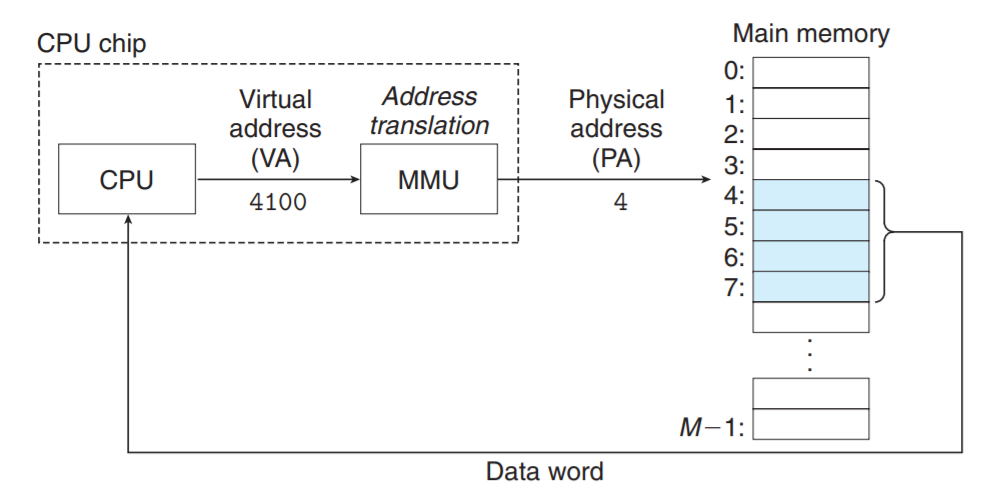 CPU chip
Main memory
Virtual
address
(VA)
4100
Address
translation
Physical
address
(PA)
4
CPU
MMU
0:
1:
2:
3:
4:
5:
6:
7:
M−1:
Data word